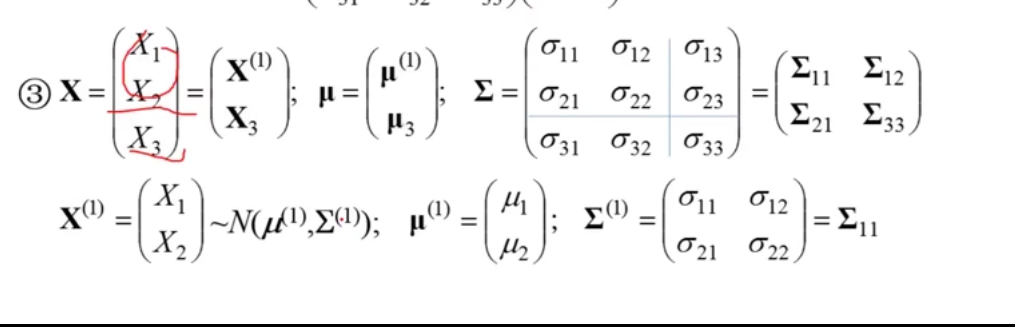 ③ X = (X₁ X₂ X₃) = (X⁽¹⁾ X₃); μ = (μ⁽¹⁾ μ₃); Σ = (σ₁₁ σ₁₂ σ₁₃ σ₂₁ σ₂₂ σ₂₃ σ₃₁ σ₃₂ σ₃₃) = (Σ₁₁ Σ₁₂ Σ₂₁ Σ₃₃)
X⁽¹⁾ = (X₁ X₂) ~N(μ⁽¹⁾,Σ⁽¹⁾); μ⁽¹⁾ = (μ₁ μ₂); Σ⁽¹⁾ = (σ₁₁ σ₁₂ σ₂₁ σ₂₂) = Σ₁₁